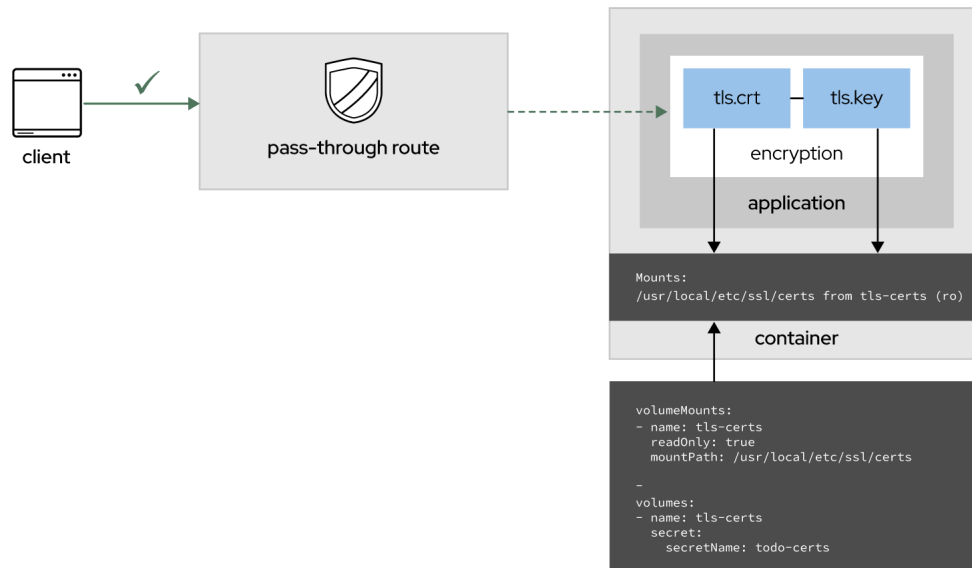 client
pass-through route
tls.crt
tls.key
encryption
application
Mounts:
/usr/local/etc/ssl/certs from tls-certs (ro)
container
volumeMounts:
- name: tls-certs
  readOnly: true
  mountPath: /usr/local/etc/ssl/certs
-
volumes:
- name: tls-certs
  secret:
    secretName: todo-certs